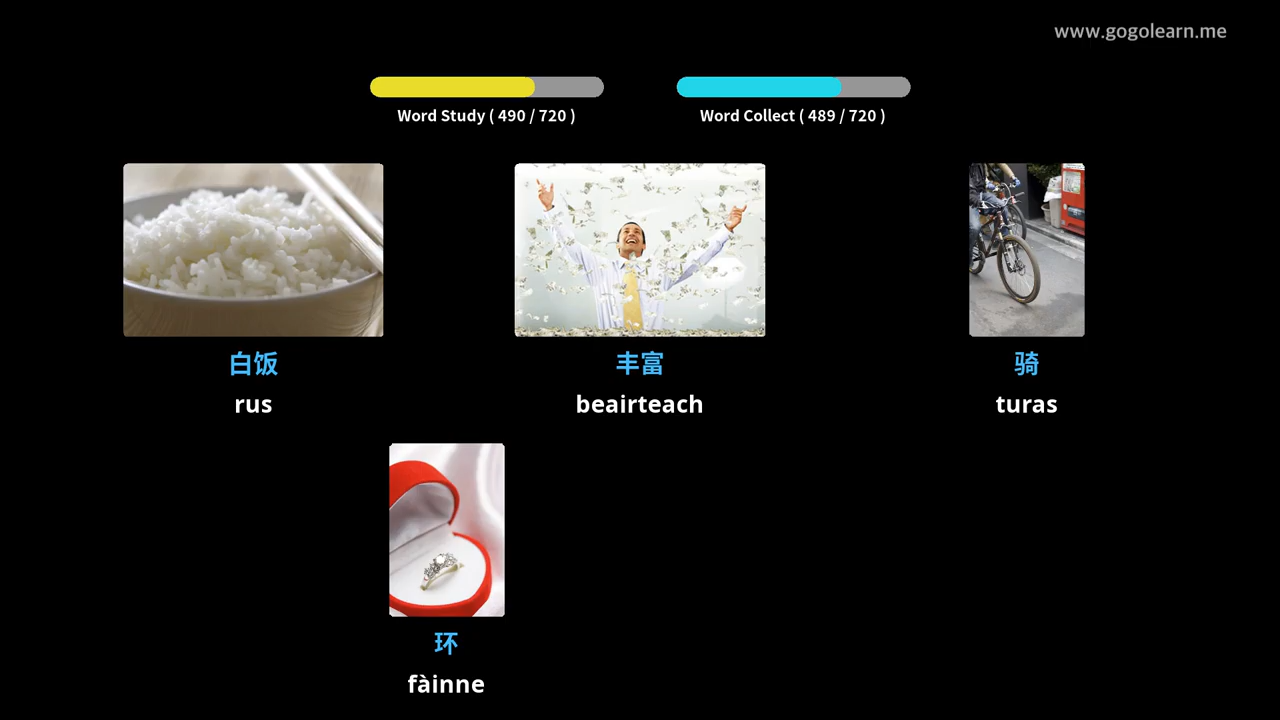 www.gogolearn.me
Word Study ( 490 / 720 )
Word Collect ( 489 / 720 )
白饭
丰富
骑
rus
beairteach
turas
环
fàinne